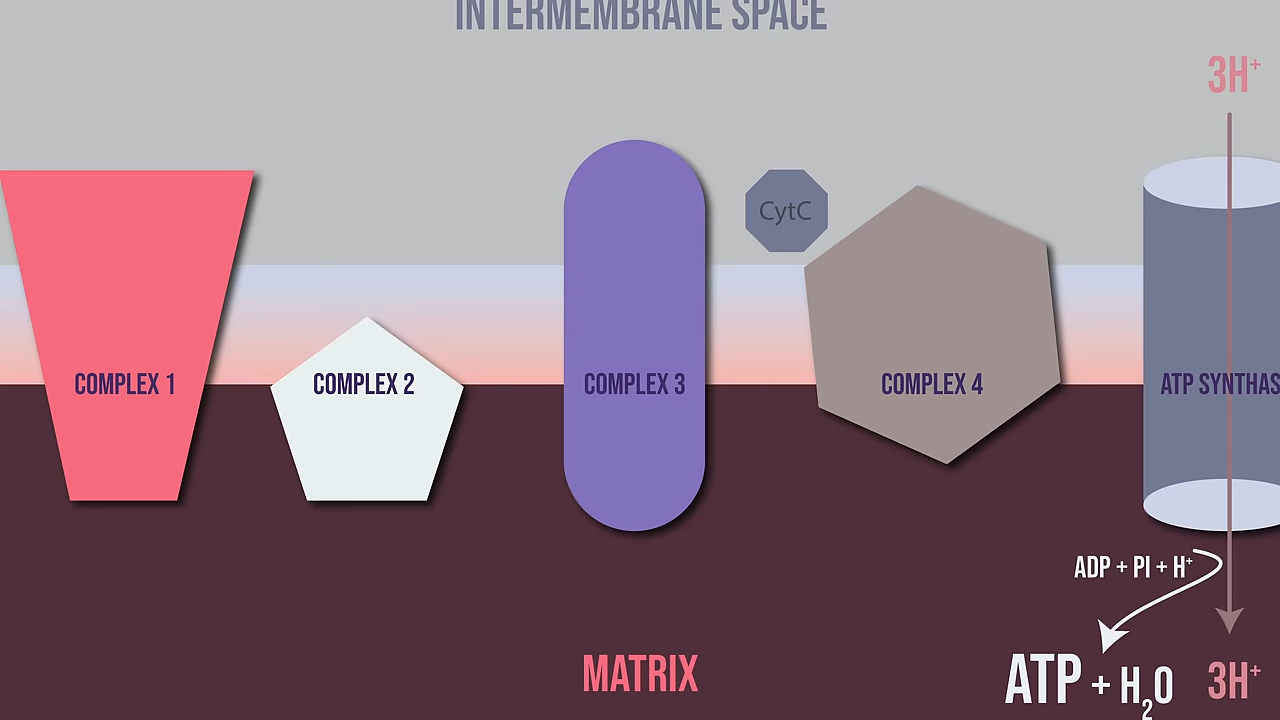 INTERMEMBRANE SPACE
3H⁺
CytC
COMPLEX 1
COMPLEX 2
COMPLEX 3
COMPLEX 4
ATP SYNTHAS
ADP + PI + H⁺
MATRIX
ATP + H₂O
3H⁺